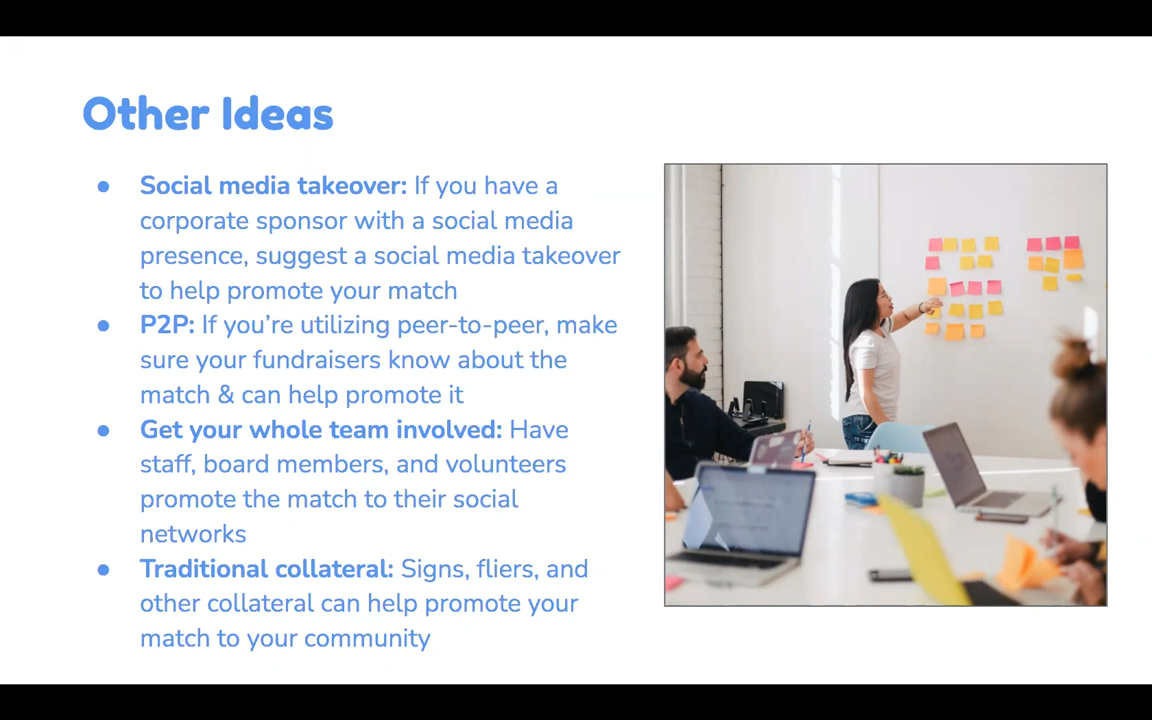 Other Ideas
● Social media takeover: If you have a
corporate sponsor with a social media
presence, suggest a social media takeover
to help promote your match
● P2P: If you’re utilizing peer-to-peer, make
sure your fundraisers know about the
match & can help promote it
● Get your whole team involved: Have
staff, board members, and volunteers
promote the match to their social
networks
● Traditional collateral: Signs, fliers, and
other collateral can help promote your
match to your community